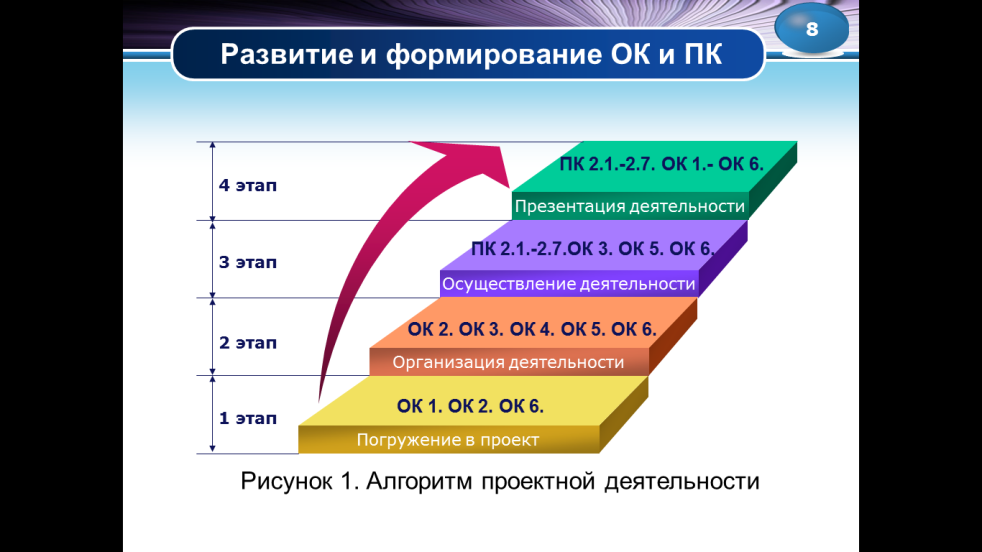 8
Развитие и формирование ОК и ПК
4 этап
ПК 2.1.-2.7. ОК 1.- ОК 6.
Презентация деятельности
3 этап
ПК 2.1.-2.7.ОК 3. ОК 5. ОК 6.
Осуществление деятельности
2 этап
ОК 2. ОК 3. ОК 4. ОК 5. ОК 6.
Организация деятельности
1 этап
ОК 1. ОК 2. ОК 6.
Погружение в проект
Рисунок 1. Алгоритм проектной деятельности